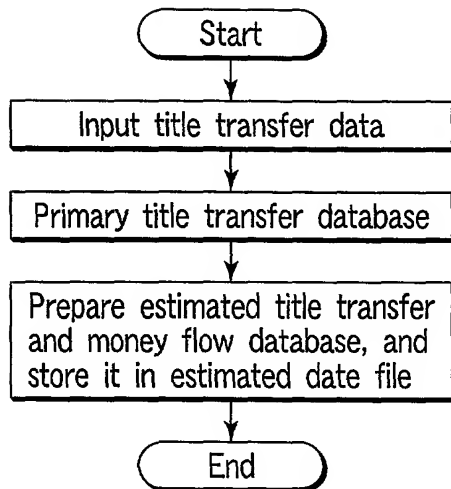 Start
Input title transfer data
Primary title transfer database
Prepare estimated title transfer
and money flow database, and
store it in estimated date file
End